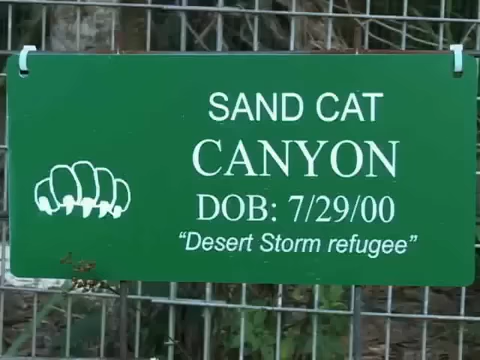 SAND CAT
CANYON
DOB: 7/29/00
“Desert Storm refugee”